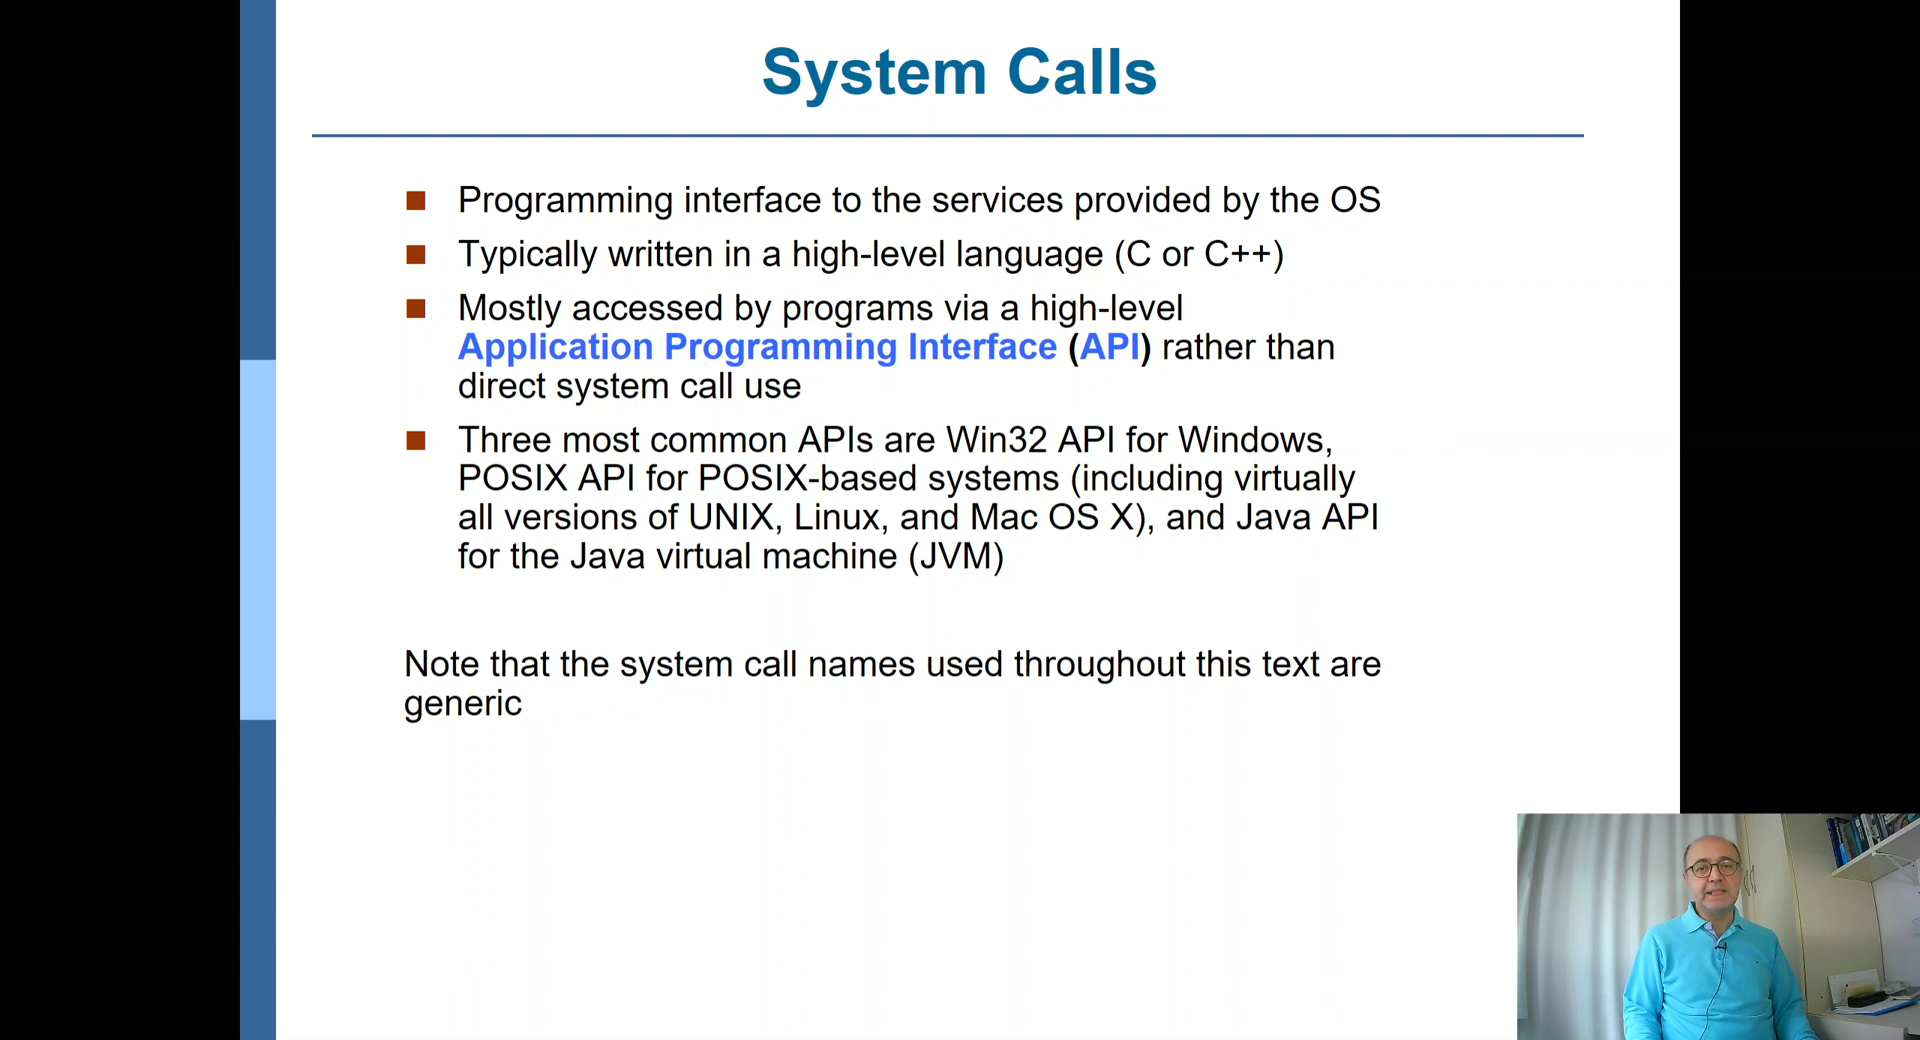 System Calls
Programming interface to the services provided by the OS
Typically written in a high-level language (C or C++)
Mostly accessed by programs via a high-level
Application Programming Interface (API) rather than
direct system call use
Three most common APIs are Win32 API for Windows,
POSIX API for POSIX-based systems (including virtually
all versions of UNIX, Linux, and Mac OS X), and Java API
for the Java virtual machine (JVM)
Note that the system call names used throughout this text are
generic